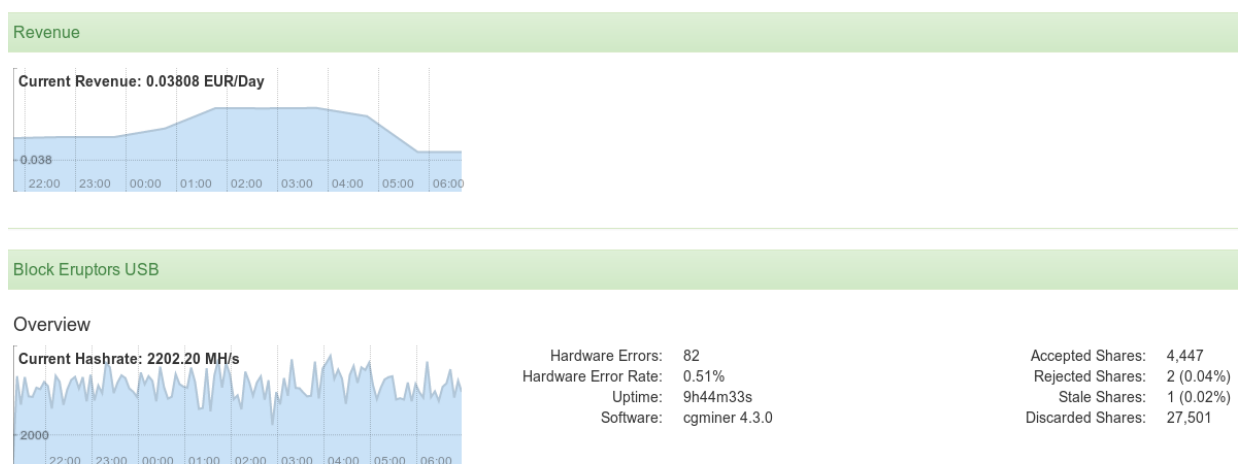 Revenue
Current Revenue: 0.03808 EUR/Day
0.038
22:00 23:00 00:00 01:00 02:00 03:00 04:00 05:00 06:00
Block Eruptors USB
Overview
Current Hashrate: 2202.20 MH/s
2000
22:00 23:00 00:00 01:00 02:00 03:00 04:00 05:00 06:00
Hardware Errors: 82
Hardware Error Rate: 0.51%
Uptime: 9h44m33s
Software: cgminer 4.3.0
Accepted Shares: 4,447
Rejected Shares: 2 (0.04%)
Stale Shares: 1 (0.02%)
Discarded Shares: 27,501